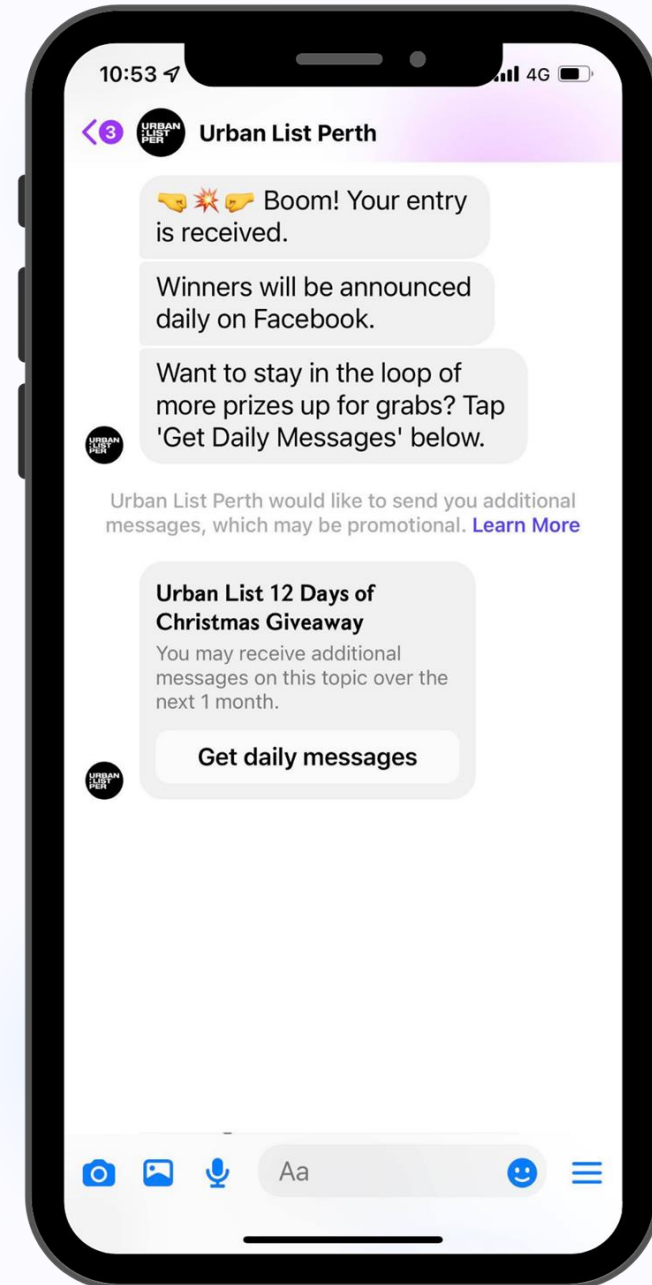 10:53
4G
3
URBAN
:LIST
PER
Urban List Perth
🤜💥🤛 Boom! Your entry
is received.
Winners will be announced
daily on Facebook.
Want to stay in the loop of
more prizes up for grabs? Tap
'Get Daily Messages' below.
URBAN
:LIST
PER
Urban List Perth would like to send you additional
messages, which may be promotional. Learn More
Urban List 12 Days of
Christmas Giveaway
You may receive additional
messages on this topic over the
next 1 month.
Get daily messages
URBAN
:LIST
PER
Aa